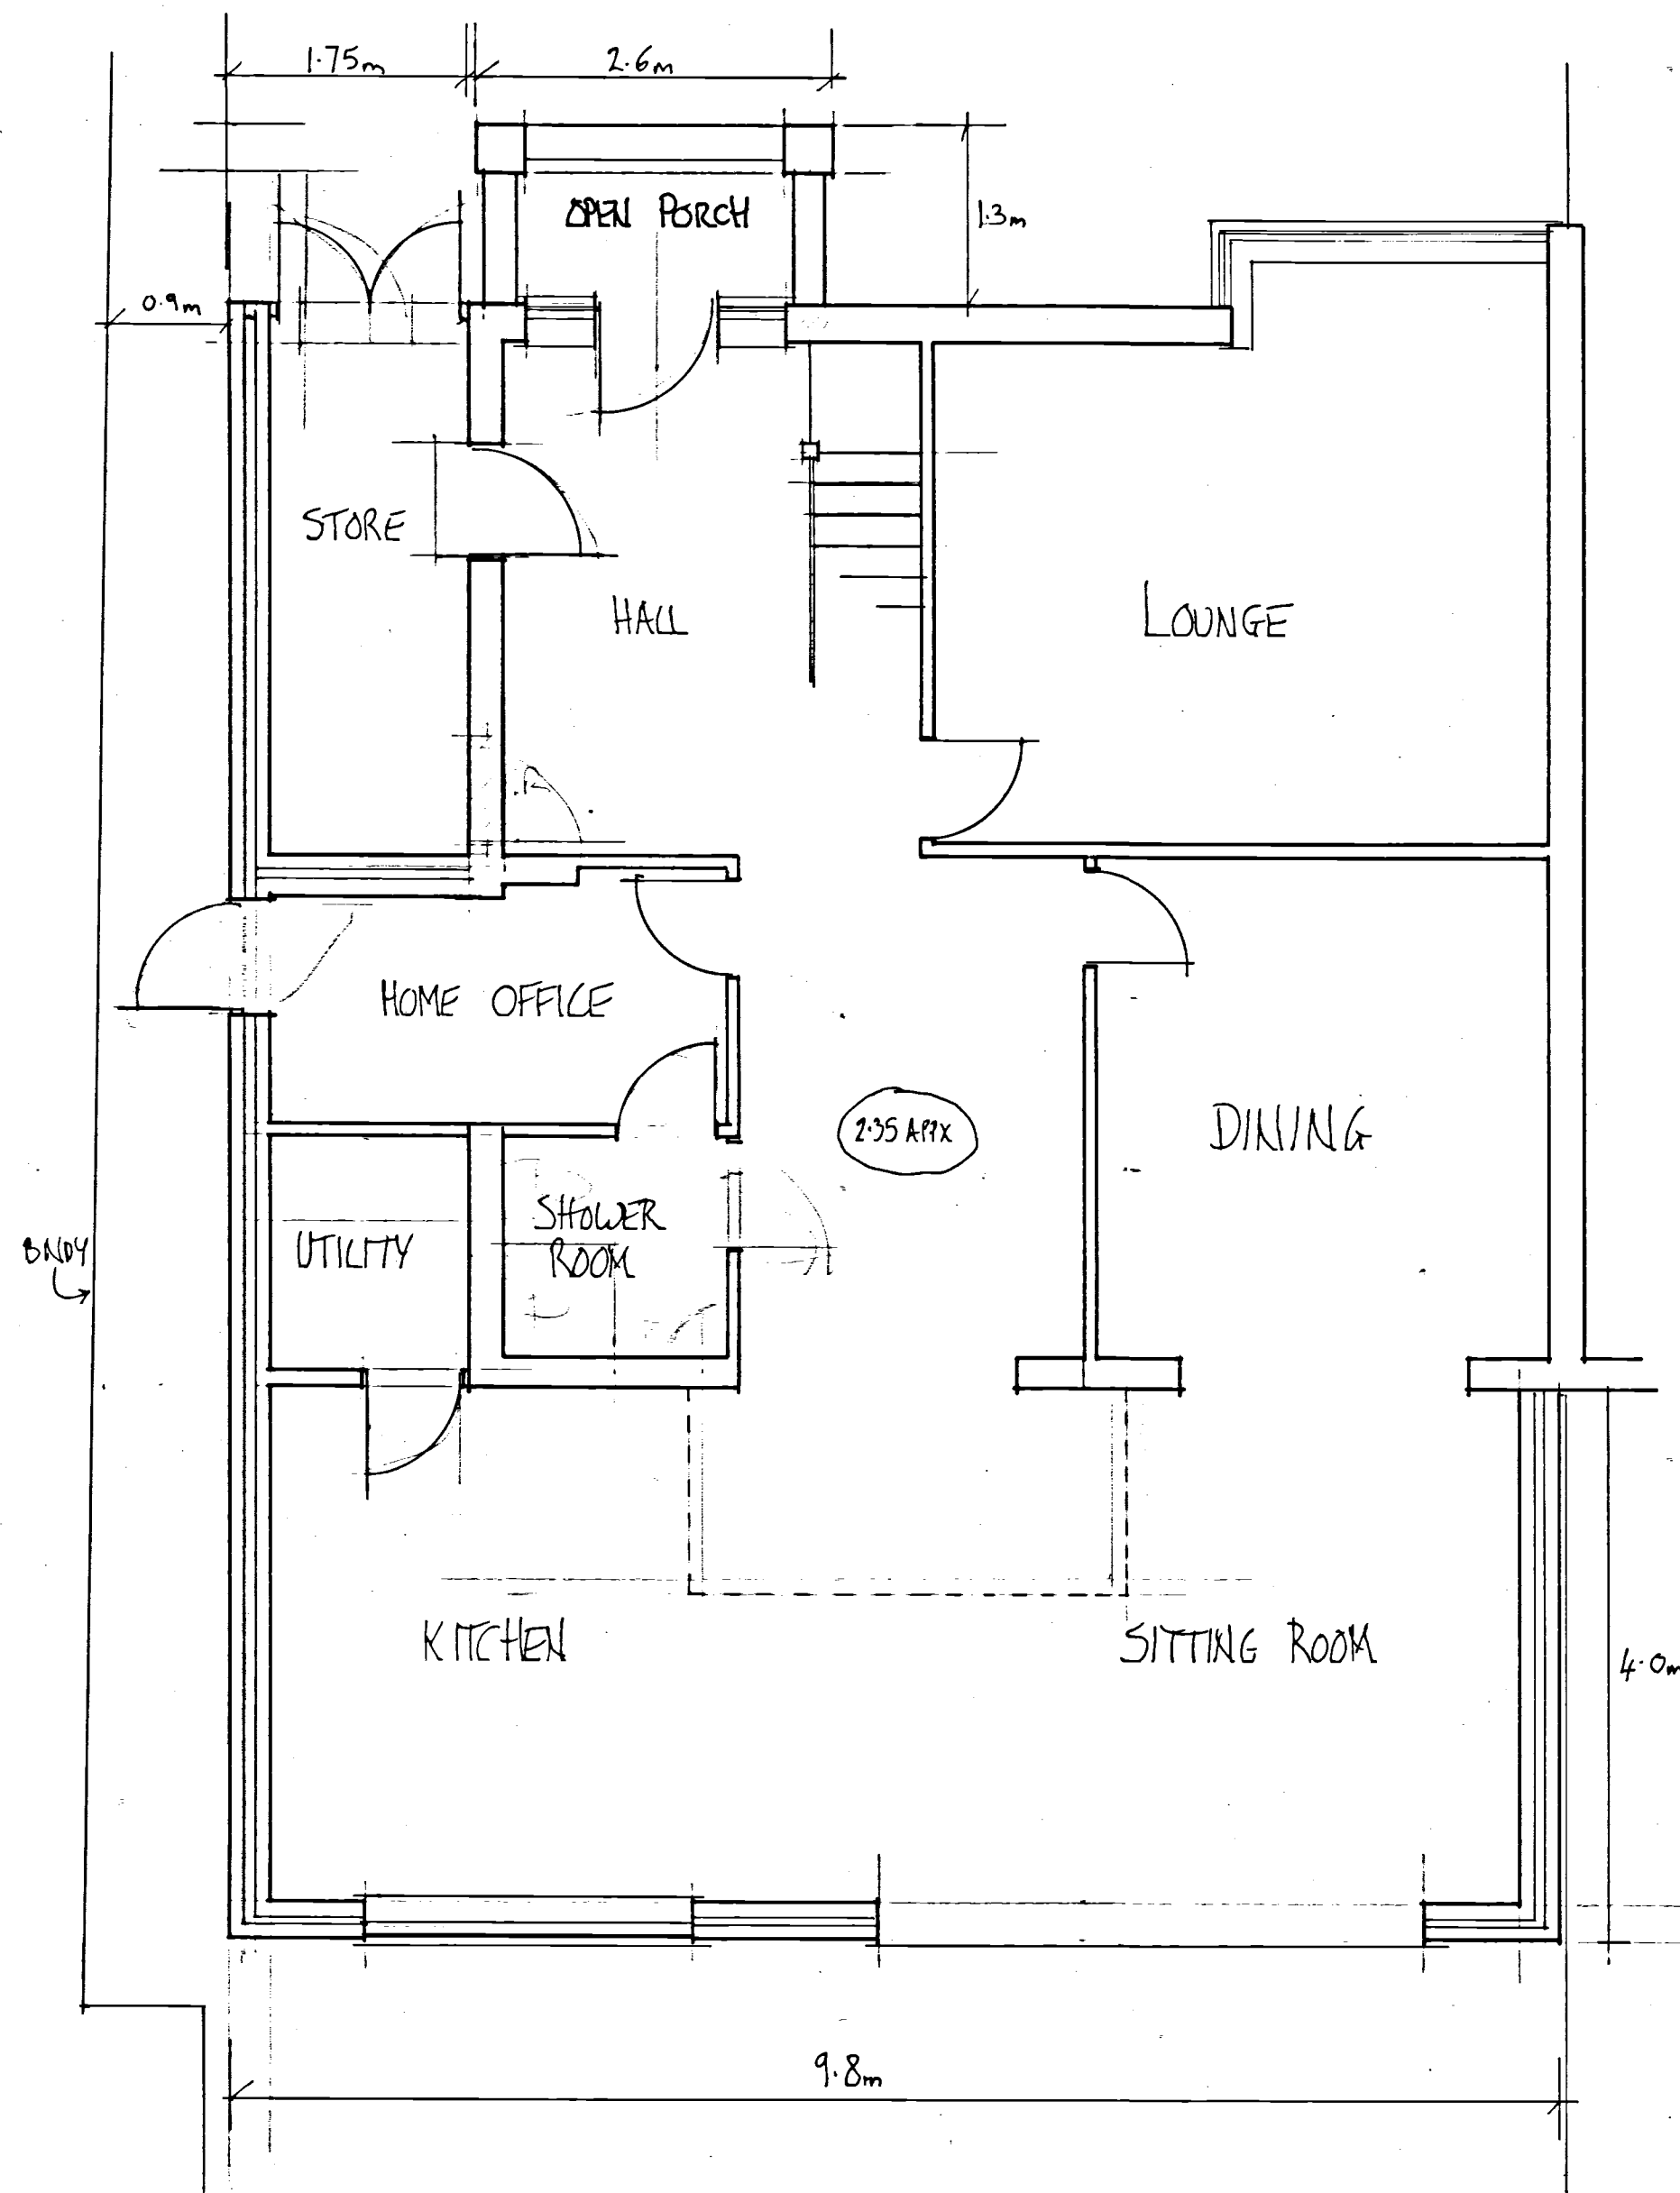 1.75m
2.6m
OPEN PORCH
1.3m
0.9m
STORE
HALL
LOUNGE
HOME OFFICE
2.35 APPX
DINING
SHOWER
ROOM
UTILITY
BNDY
KITCHEN
SITTING ROOM
4.0m
9.8m